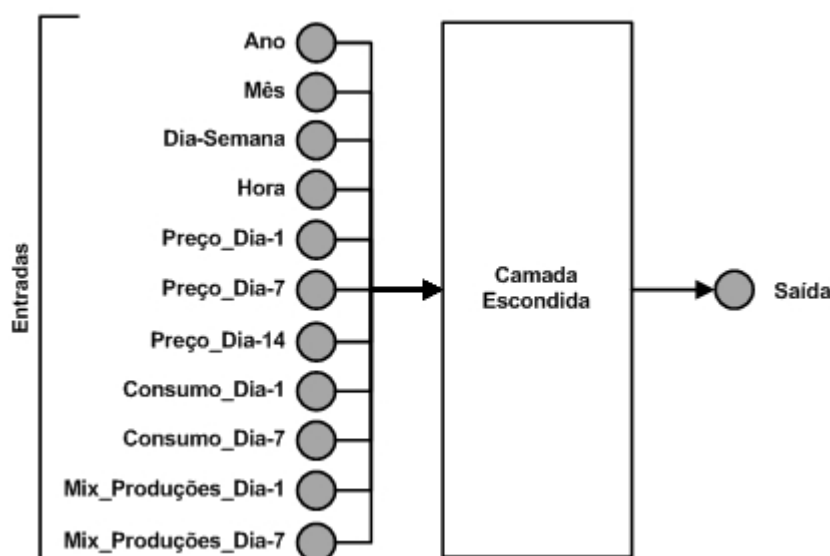 Entradas
Ano
Mês
Dia-Semana
Hora
Preço_Dia-1
Preço_Dia-7
Preço_Dia-14
Consumo_Dia-1
Consumo_Dia-7
Mix_Produções_Dia-1
Mix_Produções_Dia-7
Camada
Escondida
Saída